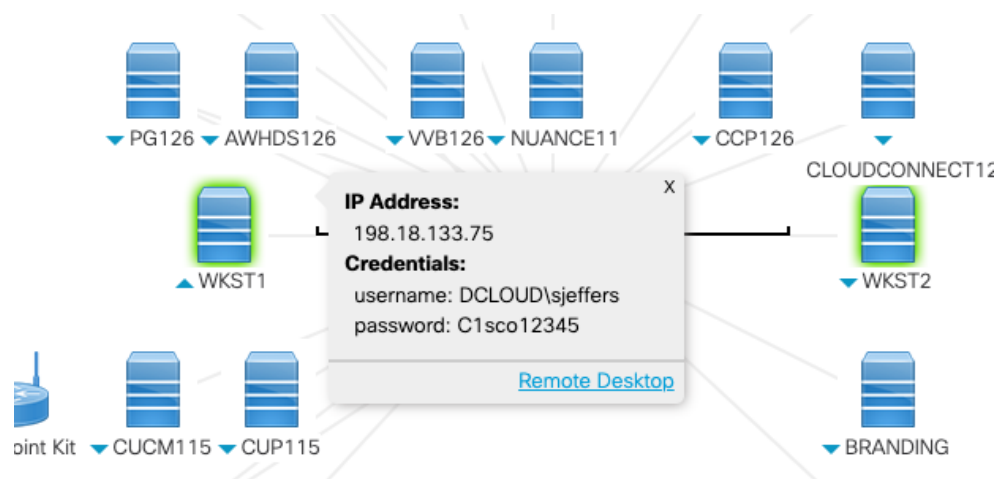 PG126 AWHDS126 VVB126 NUANCE11 CCP126
CLOUDCONNECT12
WKST1
X
IP Address:
198.18.133.75
Credentials:
username: DCLOUD\sjeffers
password: C1sco12345
Remote Desktop
WKST2
oint Kit CUCM115 CUP115 BRANDING